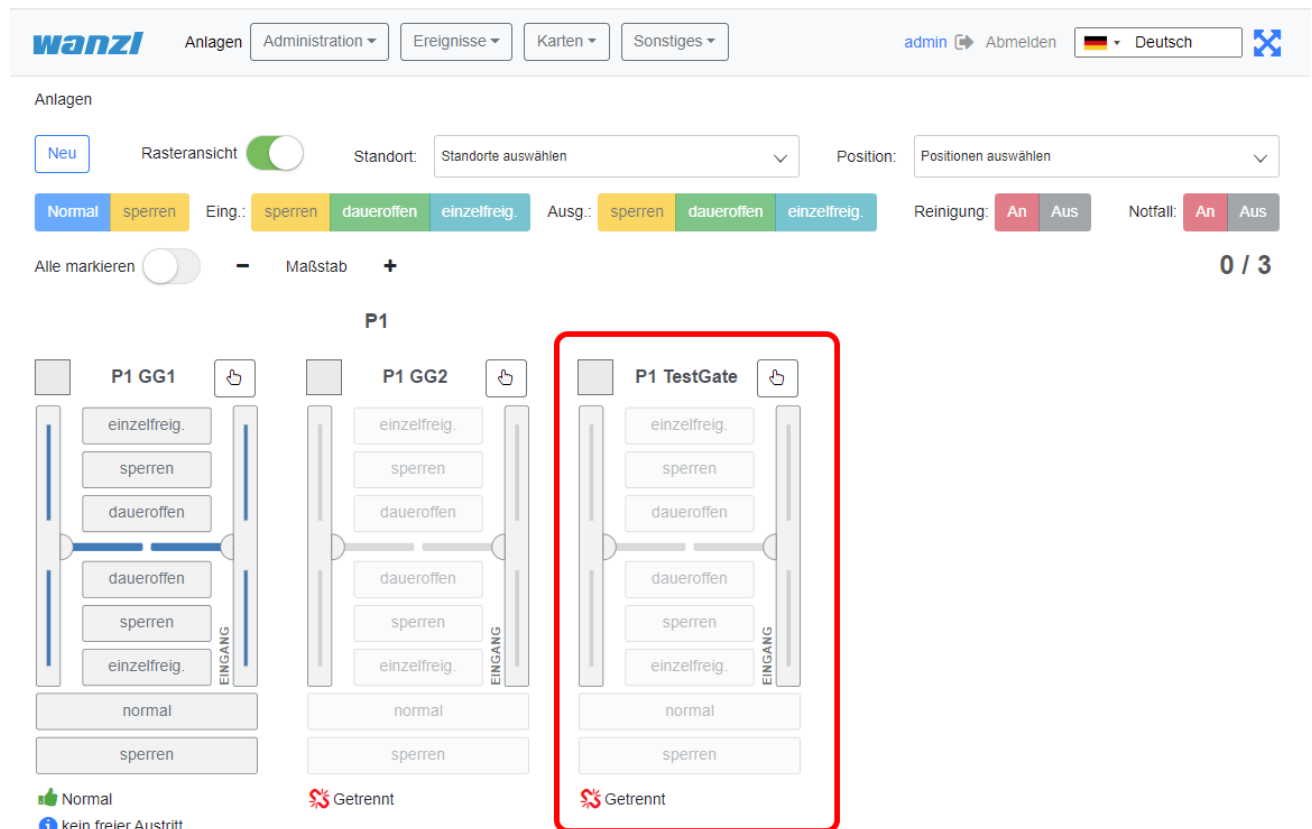 wanzl Anlagen Administration Ereignisse Karten Sonstiges admin Abmelden Deutsch
Anlagen
Neu Rasteransicht Standort: Standorte auswählen Position: Positionen auswählen
Normal sperren Eing.: sperren daueroffen einzelfreig. Ausg.: sperren daueroffen einzelfreig. Reinigung: An Aus Notfall: An Aus
Alle markieren − Maßstab + 0 / 3
P1
P1 GG1
einzelfreig.
sperren
daueroffen
daueroffen
sperren
einzelfreig.
EINGANG
normal
sperren
Normal
kein freier Austritt
P1 GG2
einzelfreig.
sperren
daueroffen
daueroffen
sperren
einzelfreig.
EINGANG
normal
sperren
Getrennt
P1 TestGate
einzelfreig.
sperren
daueroffen
daueroffen
sperren
einzelfreig.
EINGANG
normal
sperren
Getrennt